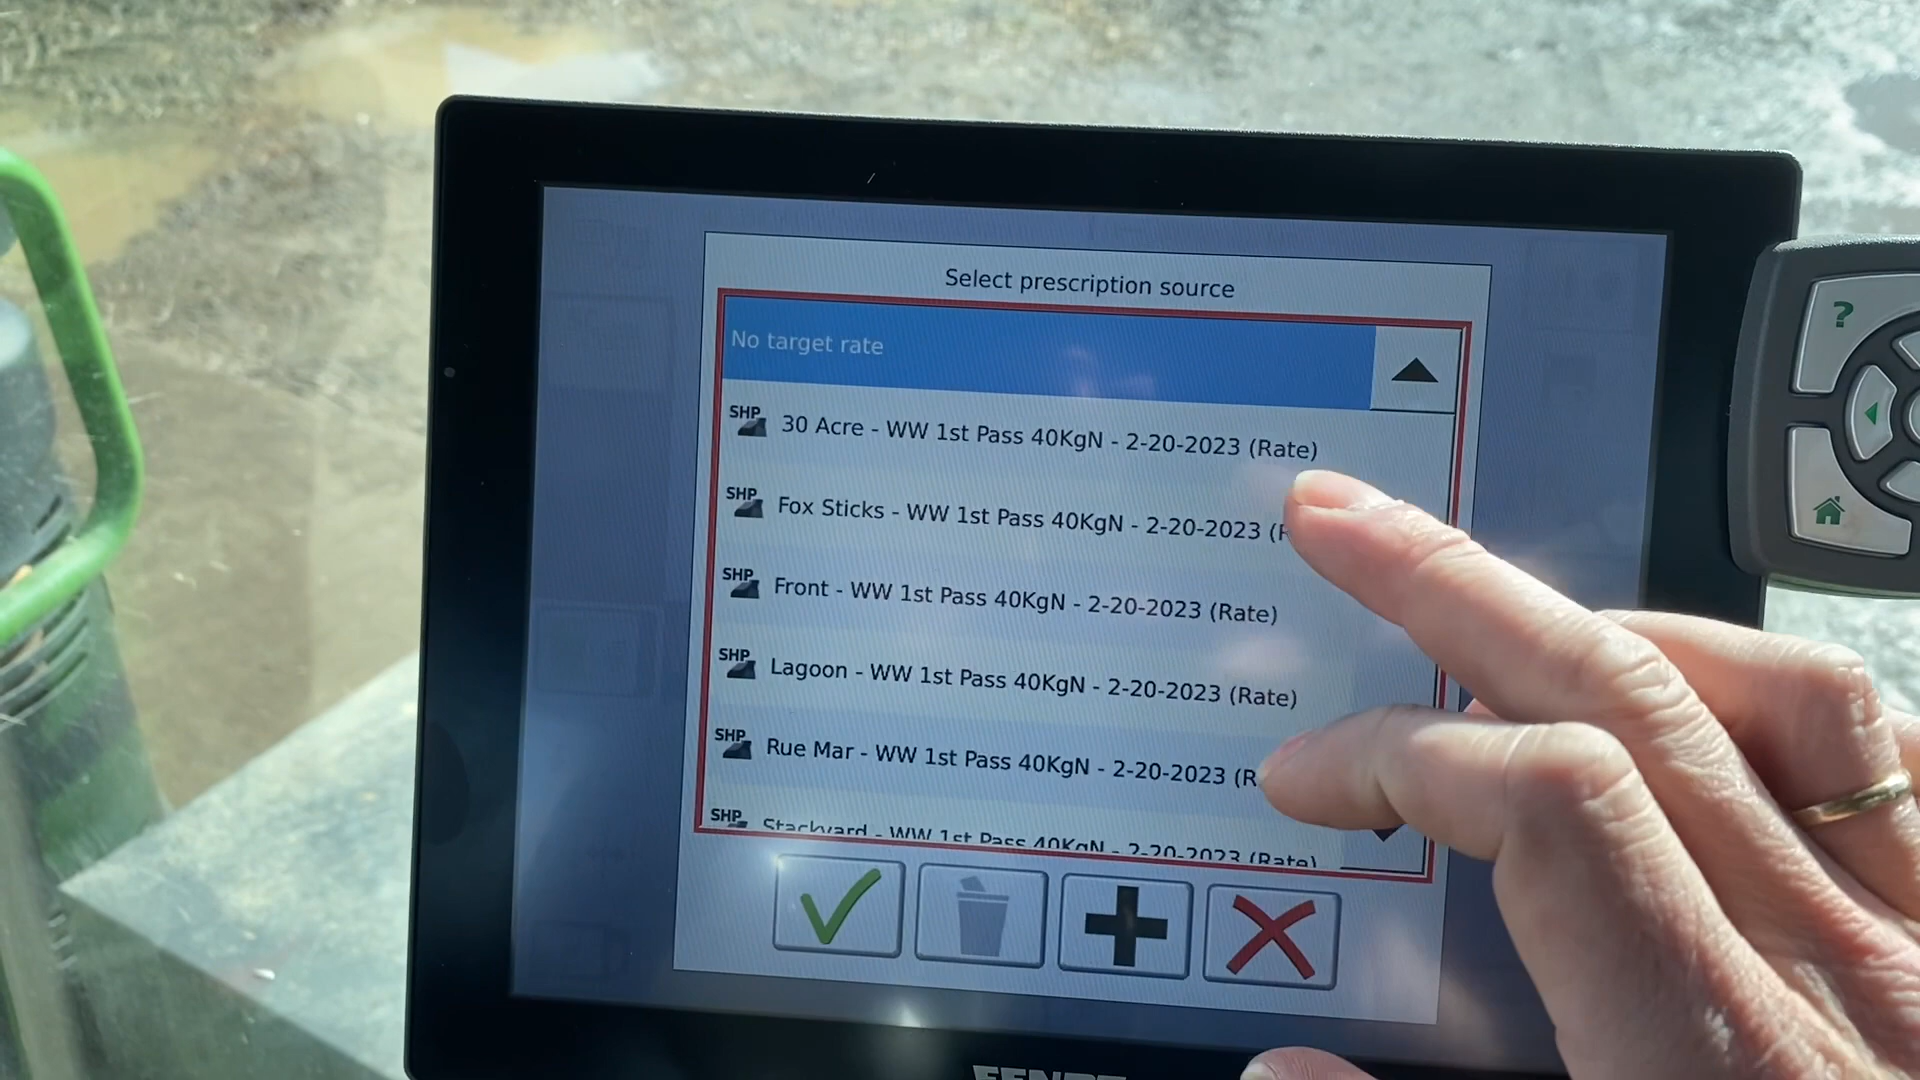 Select prescription source
No target rate
SHP 30 Acre - WW 1st Pass 40KgN - 2-20-2023 (Rate)
SHP Fox Sticks - WW 1st Pass 40KgN - 2-20-2023 (R
SHP Front - WW 1st Pass 40KgN - 2-20-2023 (Rate)
SHP Lagoon - WW 1st Pass 40KgN - 2-20-2023 (Rate)
SHP Rue Mar - WW 1st Pass 40KgN - 2-20-2023 (R
SHP Stackyard - WW 1st Pass 40KgN - 2-20-2023 (Rate)
?
FENDT